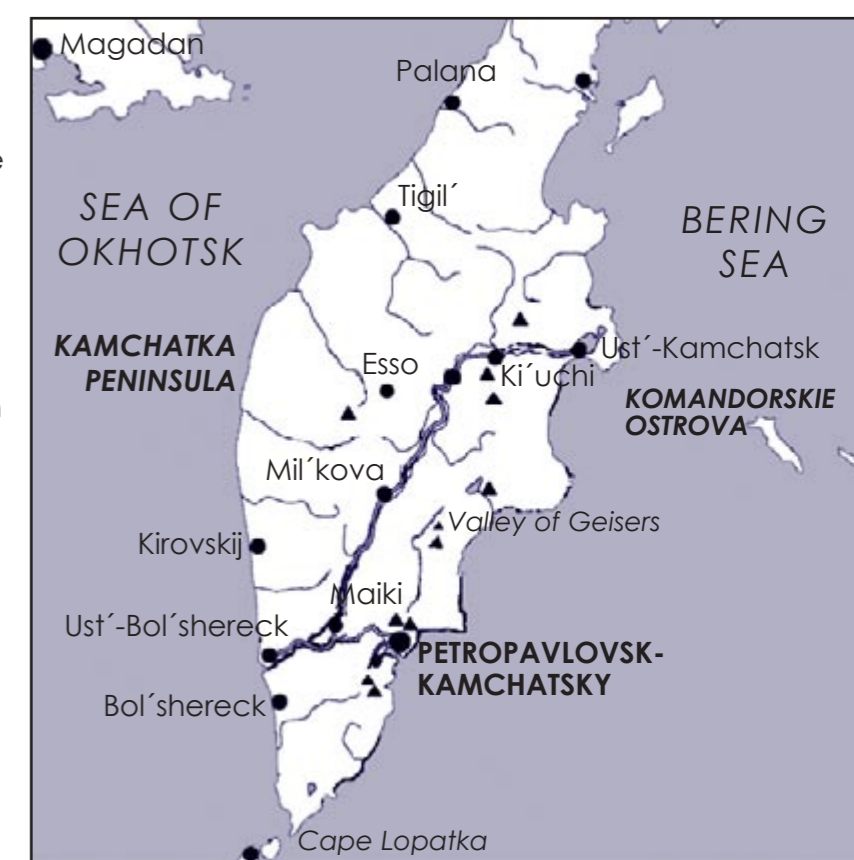 Magadan
Palana
Tigil´
SEA OF
OKHOTSK
BERING
SEA
KAMCHATKA
PENINSULA
Esso
Ust´-Kamchatsk
Ki´uchi
KOMANDORSKIE
OSTROVA
Mil´kova
Valley of Geisers
Kirovskij
Maiki
Ust´-Bol´shereck
PETROPAVLOVSK-
KAMCHATSKY
Bol´shereck
Cape Lopatka